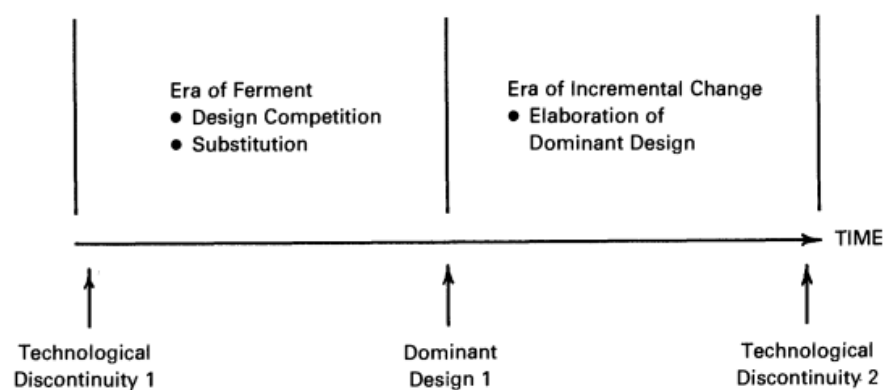 Era of Ferment
● Design Competition
● Substitution
Era of Incremental Change
● Elaboration of
Dominant Design
TIME
Technological
Discontinuity 1
Dominant
Design 1
Technological
Discontinuity 2